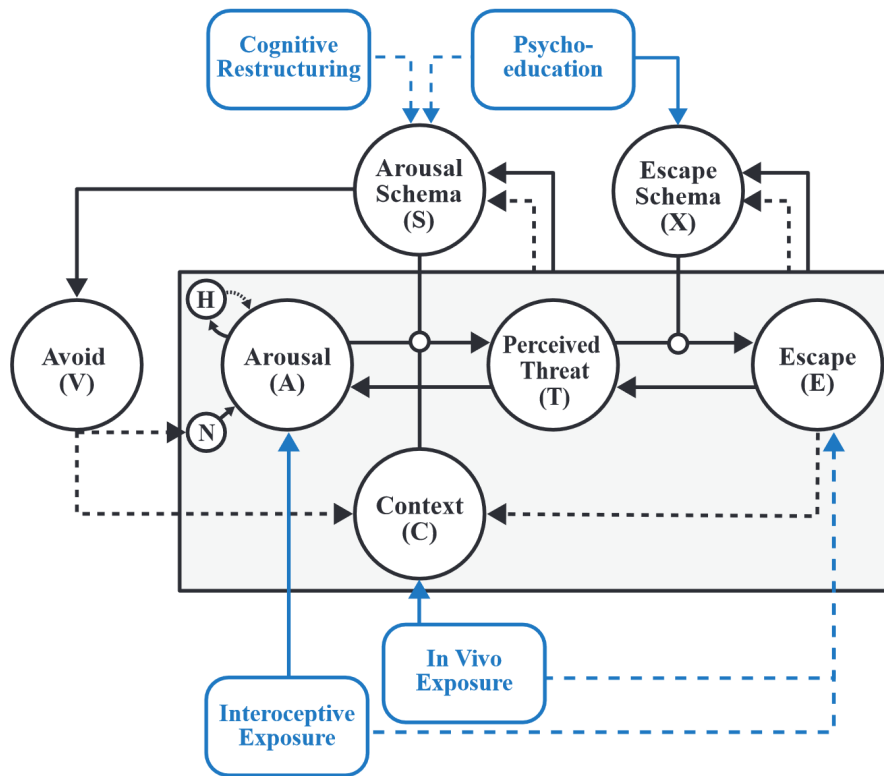 Cognitive
Restructuring
Psycho-
education
Arousal
Schema
(S)
Escape
Schema
(X)
H
Avoid
(V)
Arousal
(A)
Perceived
Threat
(T)
Escape
(E)
N
Context
(C)
In Vivo
Exposure
Interoceptive
Exposure